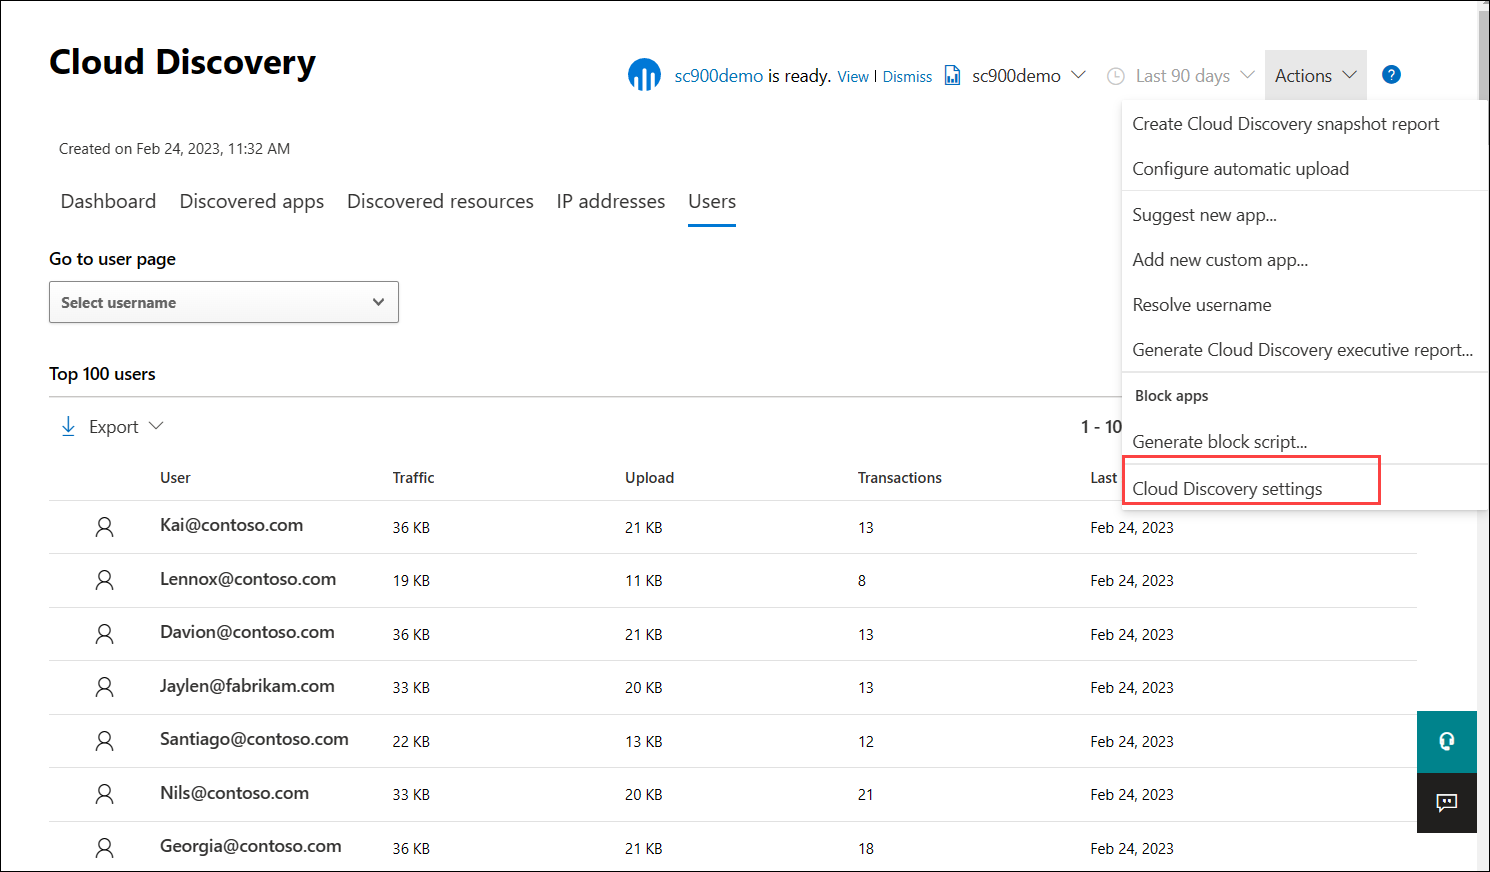 Cloud Discovery
sc900demo is ready. View | Dismiss sc900demo Last 90 days Actions ?
Created on Feb 24, 2023, 11:32 AM
Create Cloud Discovery snapshot report
Configure automatic upload
Suggest new app...
Add new custom app...
Resolve username
Generate Cloud Discovery executive report...
Block apps
Generate block script...
Cloud Discovery settings
Dashboard Discovered apps Discovered resources IP addresses Users
Go to user page
Select username
Top 100 users
Export 1 - 10
User Traffic Upload Transactions Last
Kai@contoso.com 36 KB 21 KB 13 Feb 24, 2023
Lennox@contoso.com 19 KB 11 KB 8 Feb 24, 2023
Davion@contoso.com 36 KB 21 KB 13 Feb 24, 2023
Jaylen@fabrikam.com 33 KB 20 KB 13 Feb 24, 2023
Santiago@contoso.com 22 KB 13 KB 12 Feb 24, 2023
Nils@contoso.com 33 KB 20 KB 21 Feb 24, 2023
Georgia@contoso.com 36 KB 21 KB 18 Feb 24, 2023